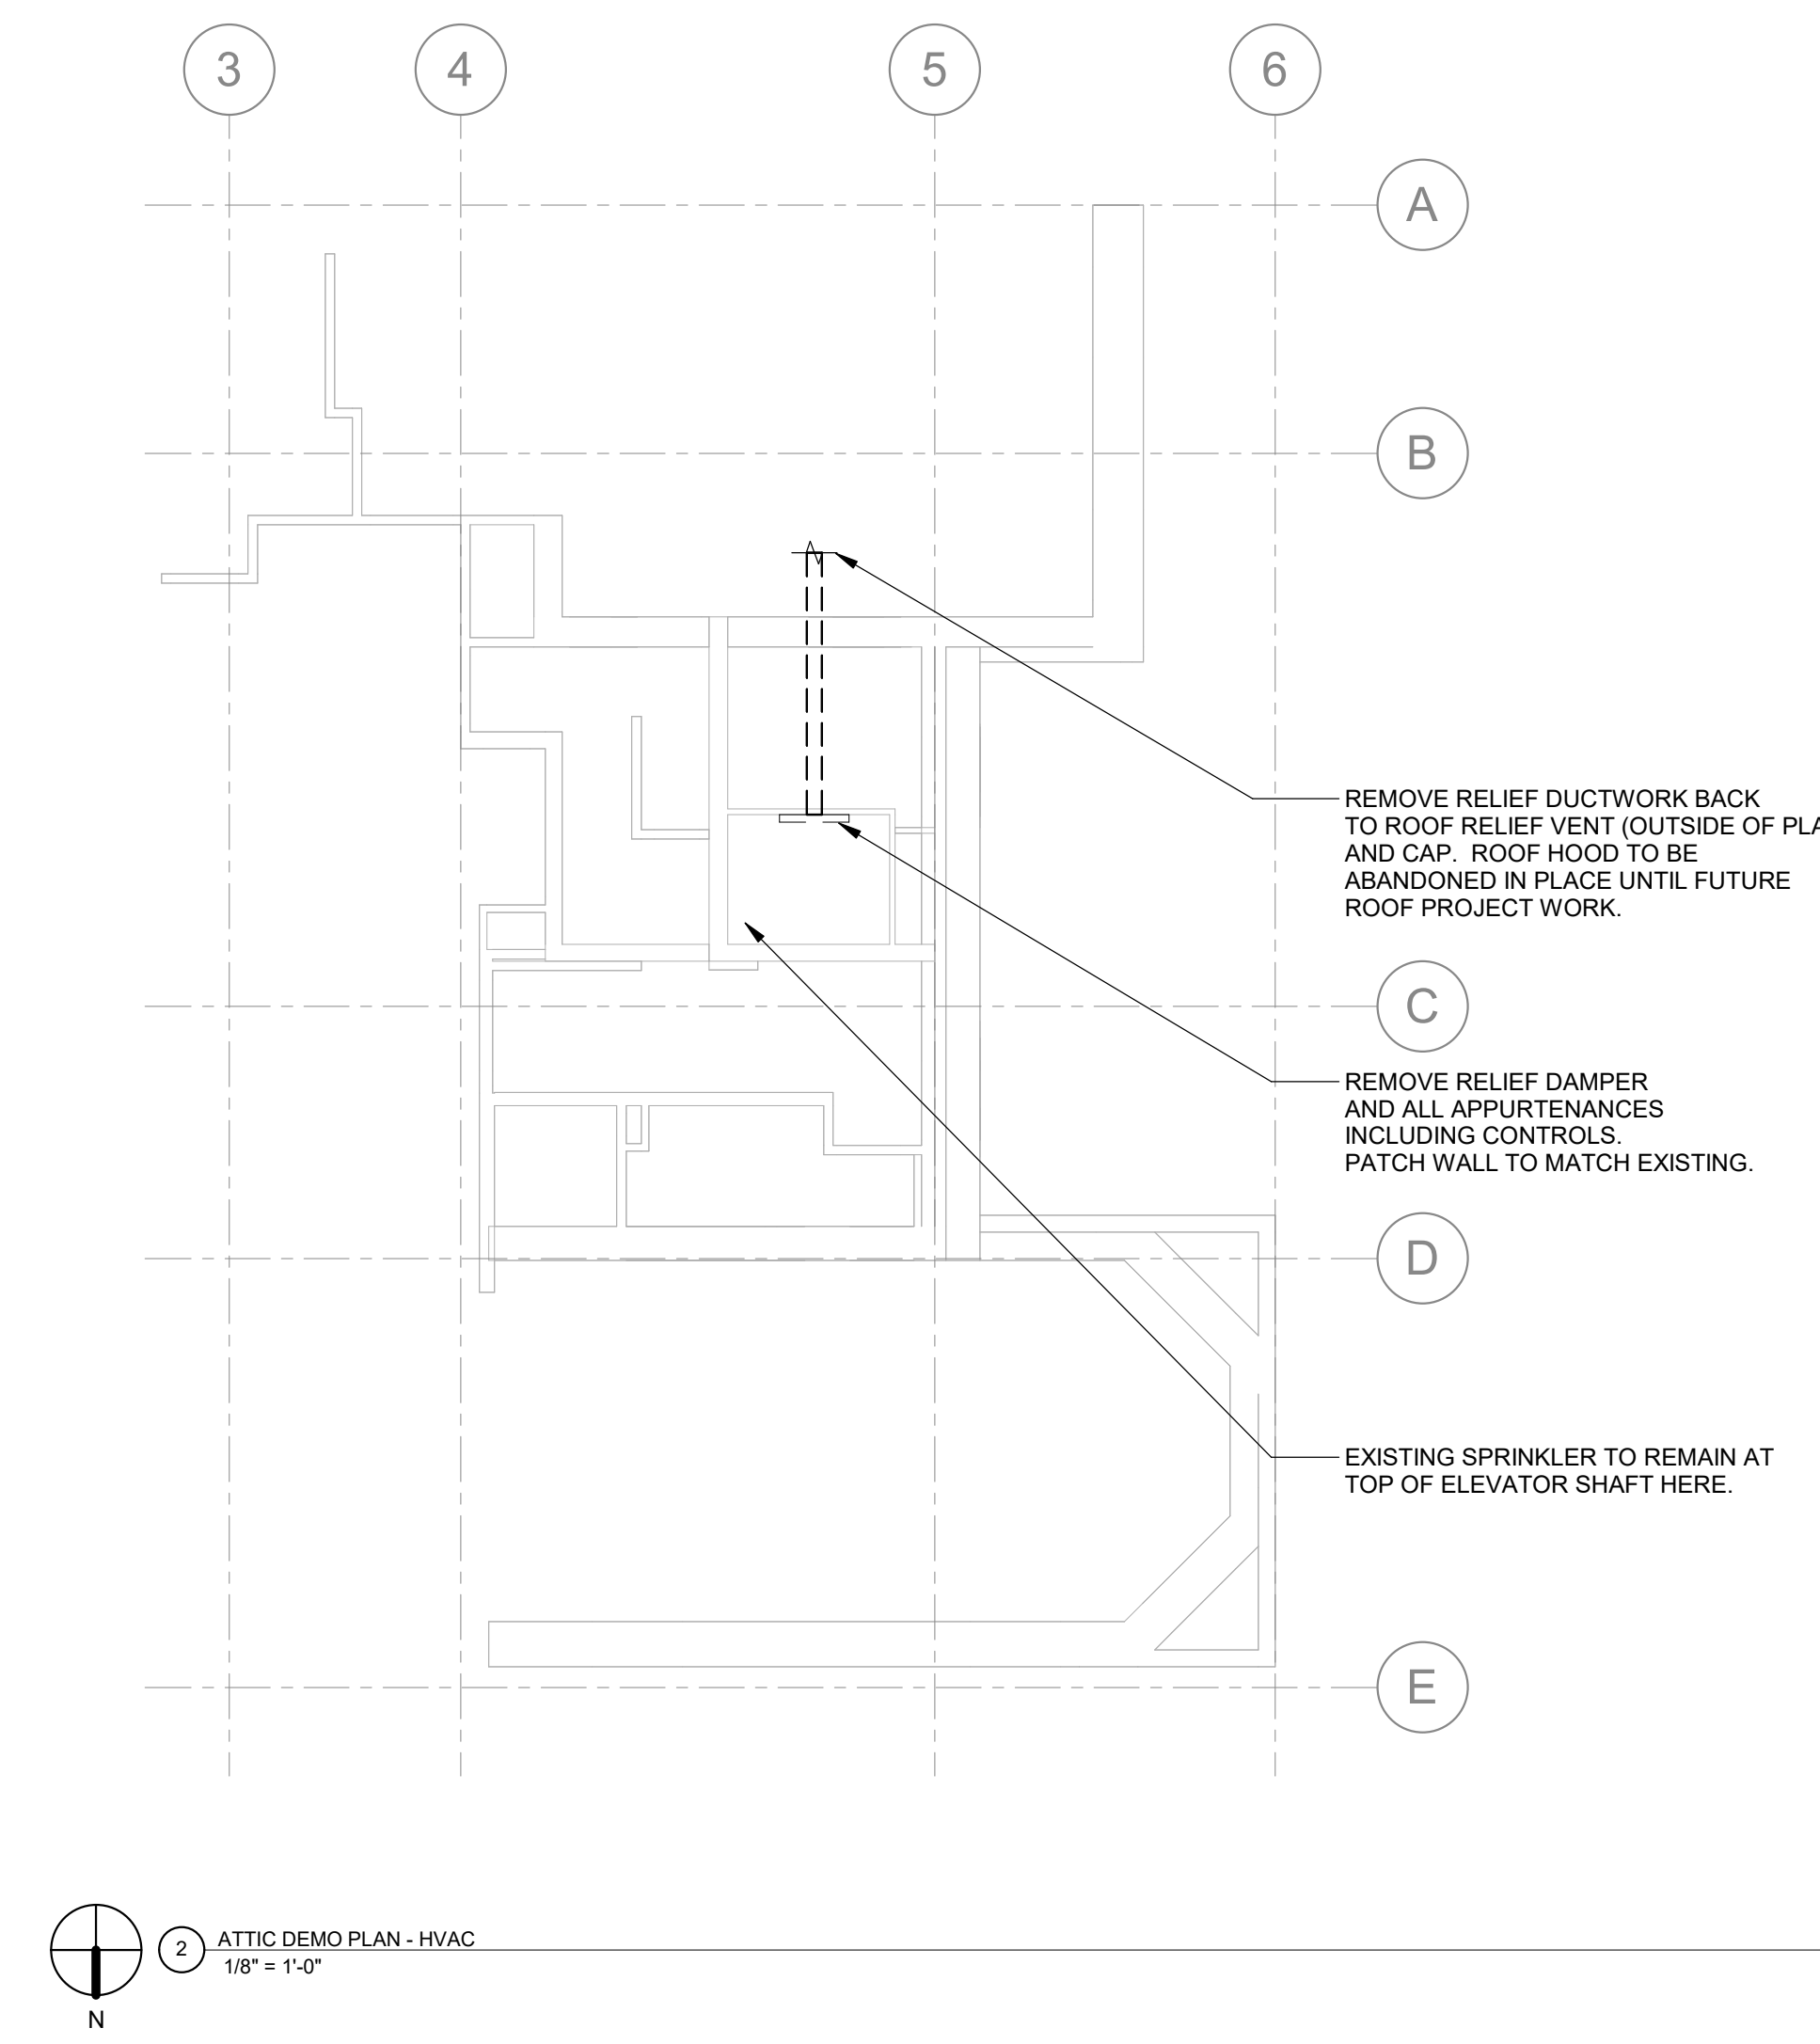 3
4
5
6
A
B
C
D
E
REMOVE RELIEF DUCTWORK BACK
TO ROOF RELIEF VENT (OUTSIDE OF
AND CAP. ROOF HOOD TO BE
ABANDONED IN PLACE UNTIL FUTURE
ROOF PROJECT WORK.
REMOVE RELIEF DAMPER
AND ALL APPURTENANCES
INCLUDING CONTROLS.
PATCH WALL TO MATCH EXISTING.
EXISTING SPRINKLER TO REMAIN AT
TOP OF ELEVATOR SHAFT HERE.
2
ATTIC DEMO PLAN - HVAC
1/8" = 1'-0"
N